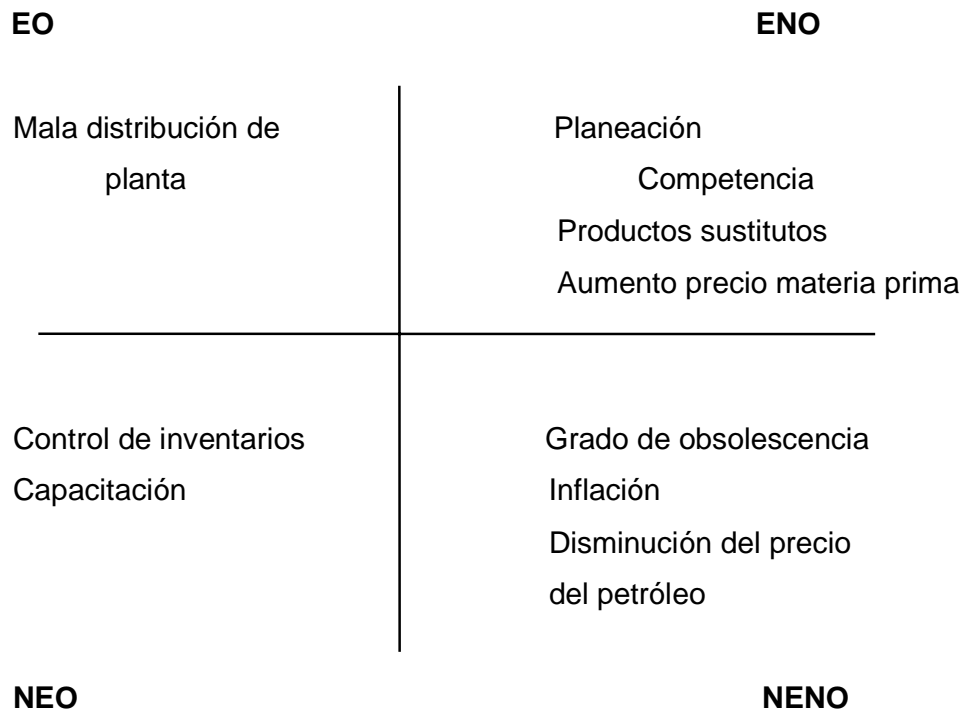 EO
ENO
Mala distribución de
planta
Planeación
Competencia
Productos sustitutos
Aumento precio materia prima
Control de inventarios
Capacitación
Grado de obsolescencia
Inflación
Disminución del precio
del petróleo
NEO
NENO